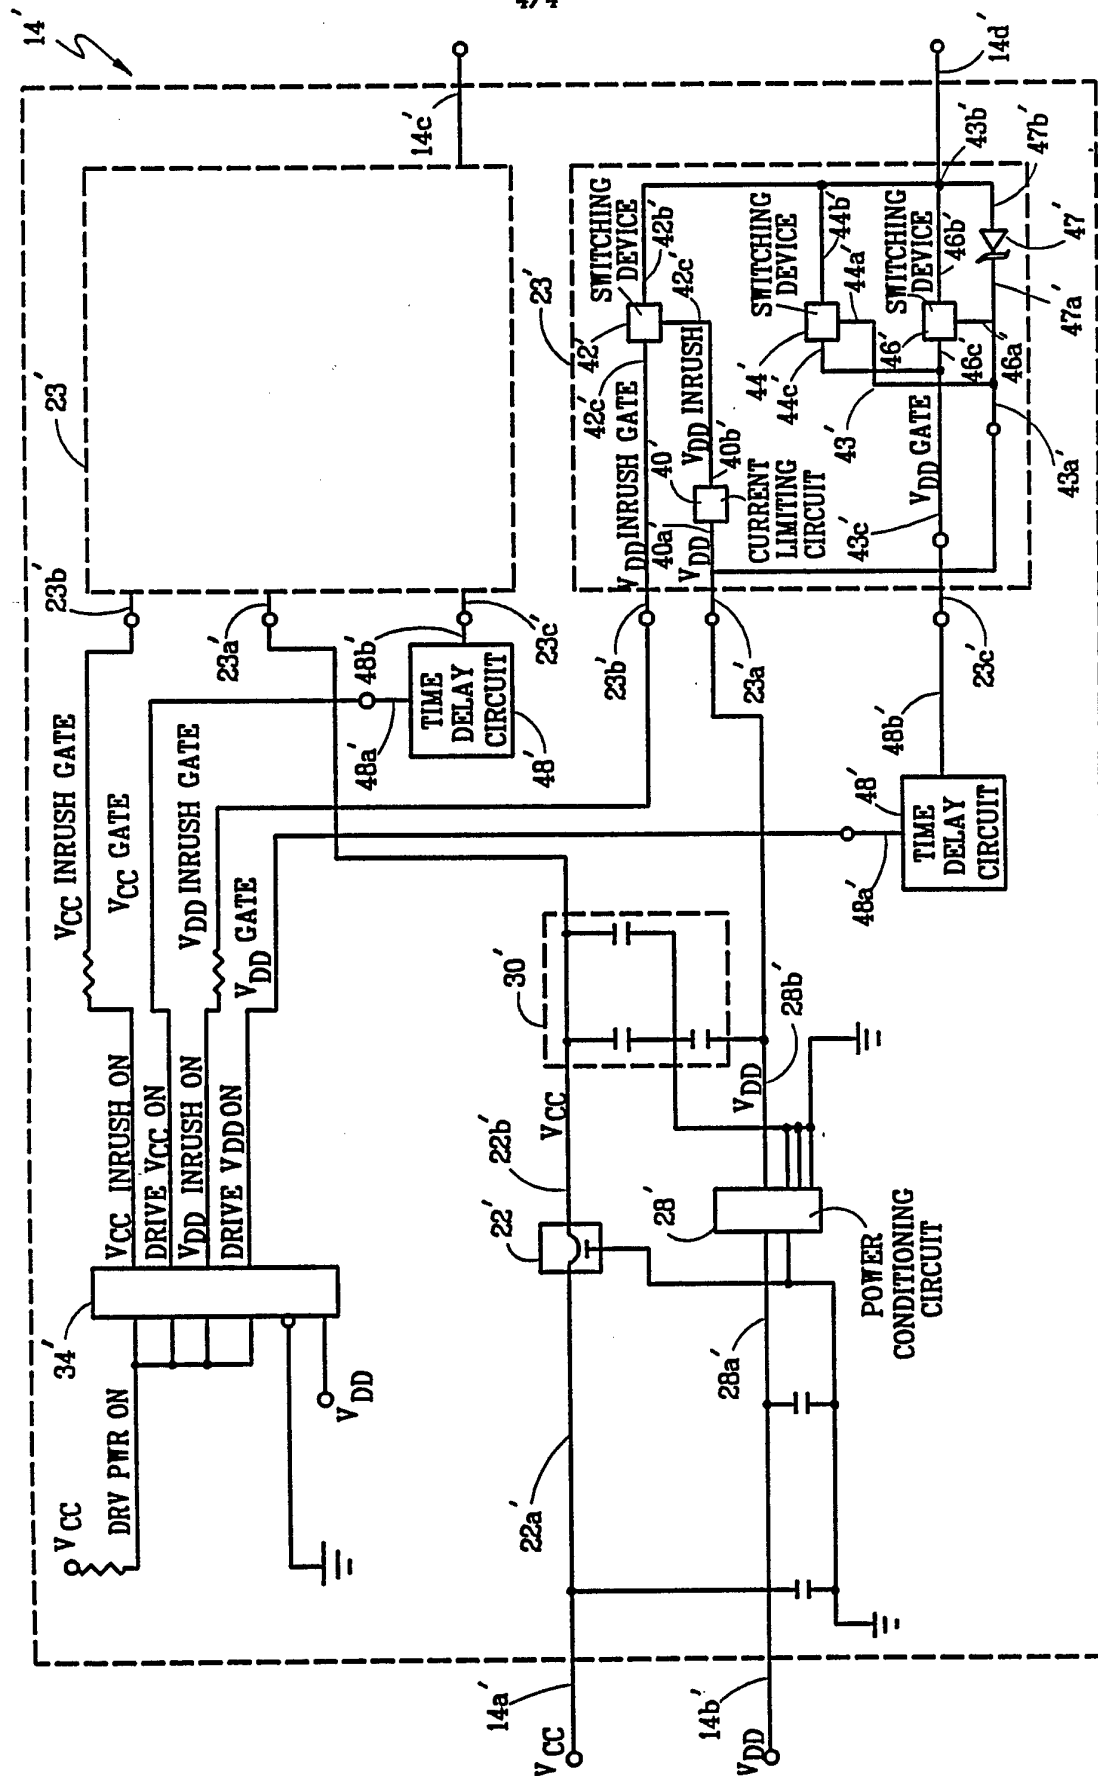 4/4
14'
23'
14c'
23b'
23a'
23c'
48b'
48a'
TIME
DELAY
CIRCUIT
48'
VCC INRUSH GATE
VCC GATE
VDD INRUSH GATE
VDD GATE
VCC INRUSH ON
DRIVE VCC ON
VDD INRUSH ON
DRIVE VDD ON
34'
DRV PWR ON
VCC
VDD
23'
SWITCHING
DEVICE
42'
42b'
42c'
42c'
VDD INRUSH GATE
VDD INRUSH
40'
40b'
40a'
VDD
CURRENT
LIMITING
CIRCUIT
SWITCHING
DEVICE
44'
44b'
44a'
44c'
SWITCHING
DEVICE
46'
46b'
46c'
46a'
43'
43b'
47b'
47'
47a'
43a'
VDD GATE
43c'
14d'
23b'
23a'
23c'
48b'
TIME
DELAY
CIRCUIT
48'
48a'
30'
VCC
22b'
22'
22a'
VDD
28b'
28'
POWER
CONDITIONING
CIRCUIT
28a'
14a'
VCC
14b'
VDD